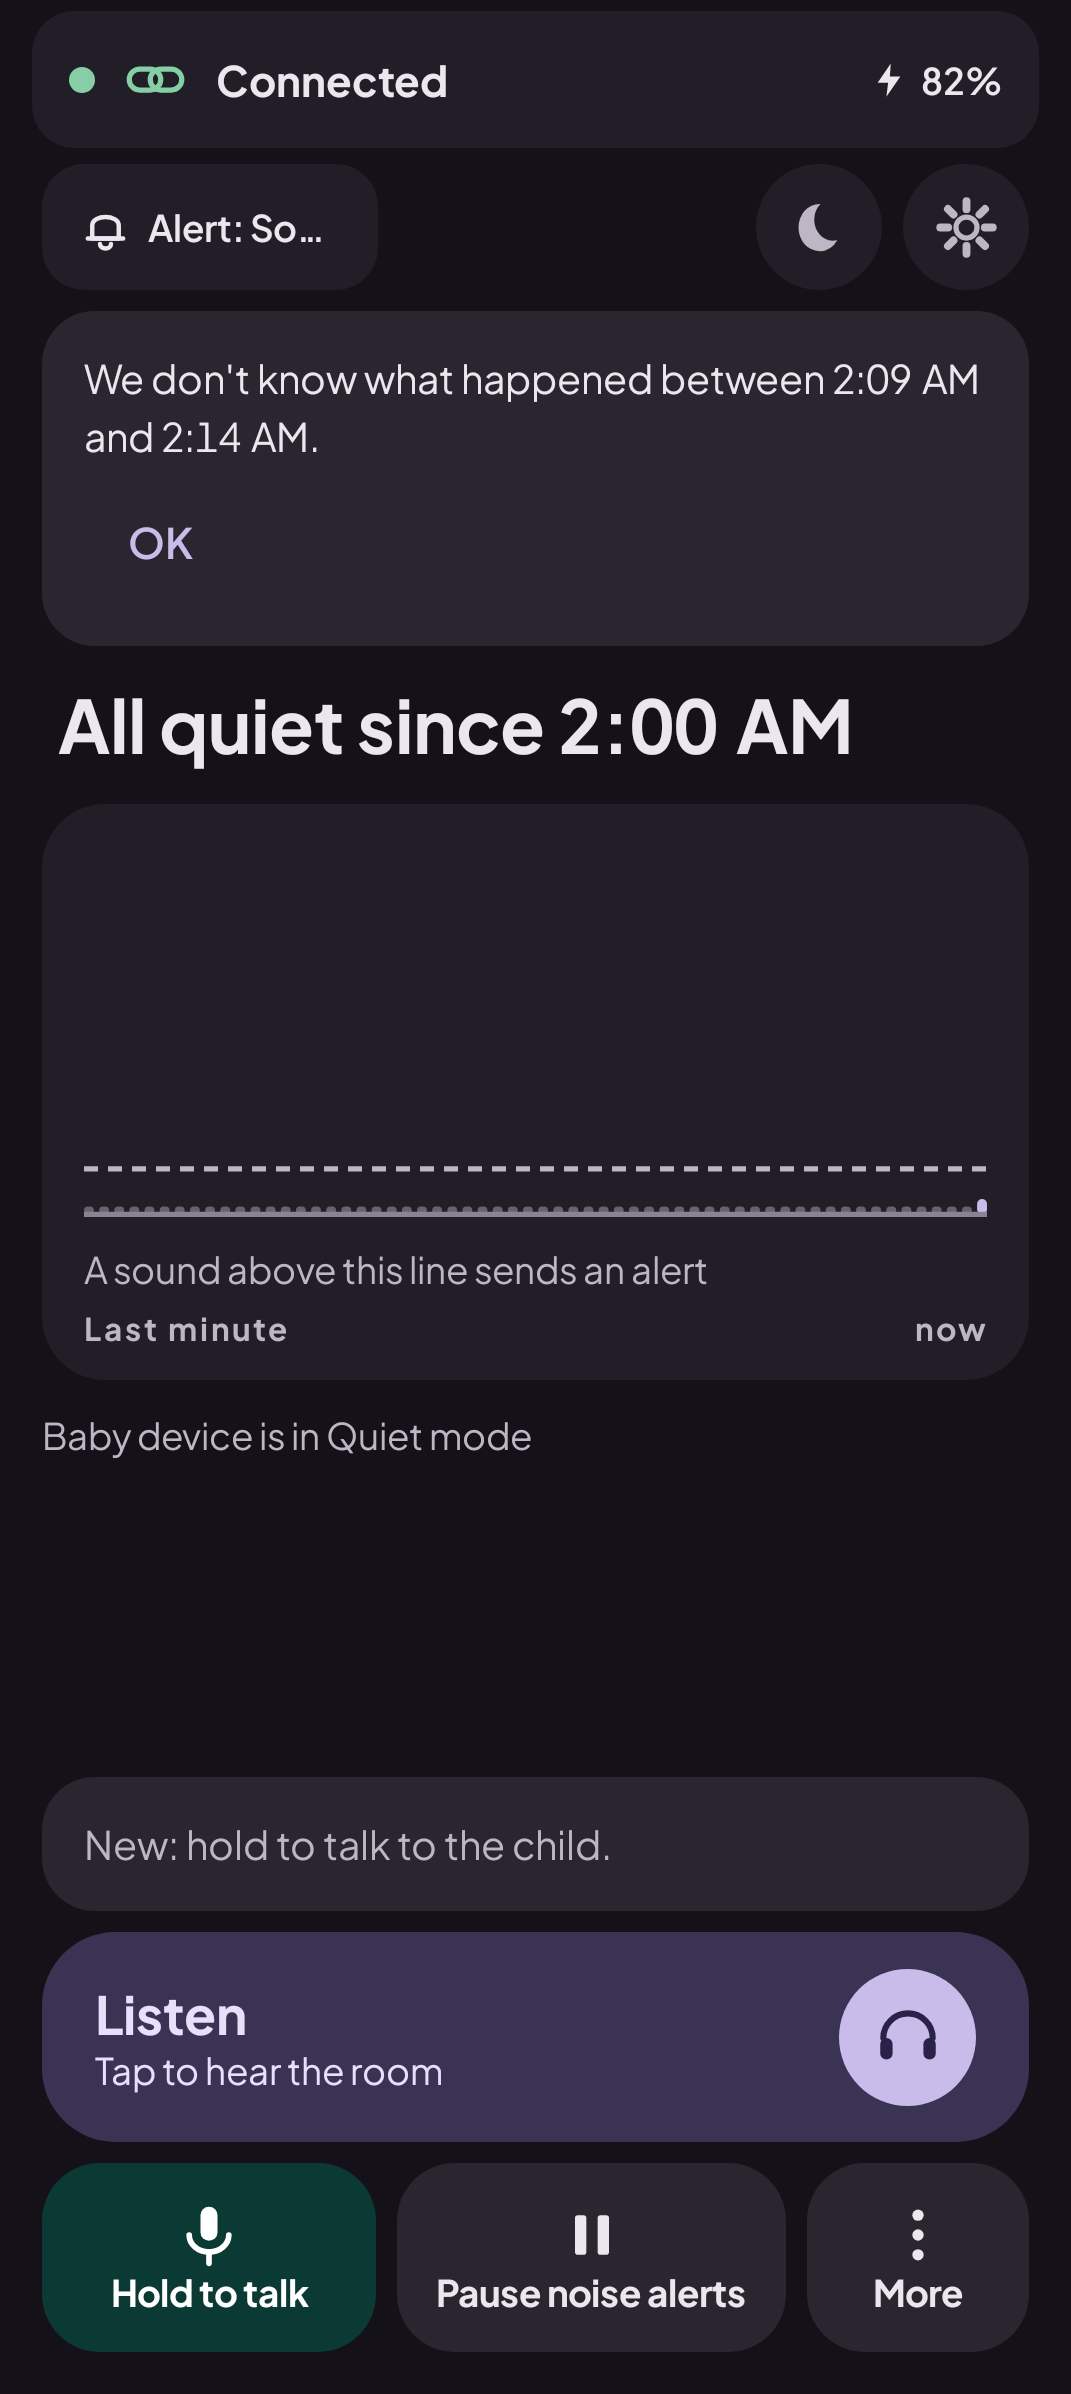 Connected
82%
Alert: So...
We don't know what happened between 2:09 AM
and 2:14 AM.
OK
All quiet since 2:00 AM
A sound above this line sends an alert
Last minute
now
Baby device is in Quiet mode
New: hold to talk to the child.
Listen
Tap to hear the room
Hold to talk
Pause noise alerts
More